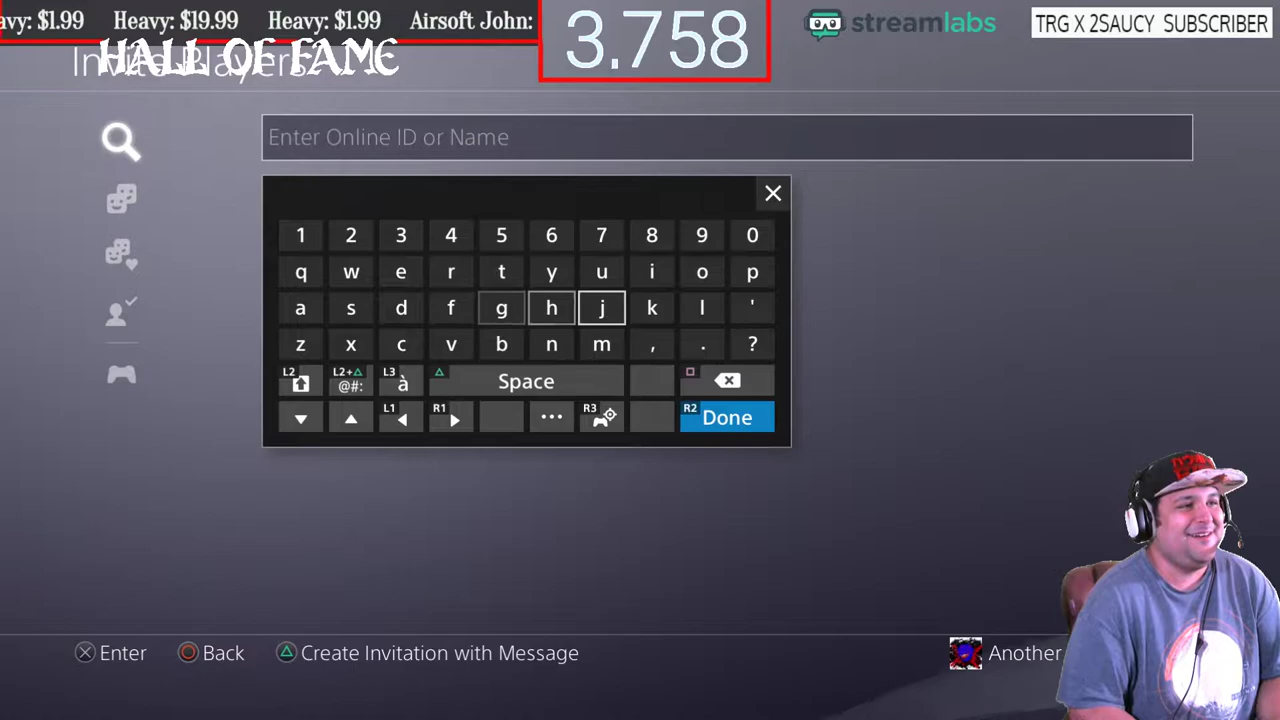 avy: $1.99 Heavy: $19.99 Heavy: $1.99 Airsoft John:
3.758
streamlabs
TRG X 2SAUCY SUBSCRIBER
HALL OF FAME
Invite Players
Enter Online ID or Name
1 2 3 4 5 6 7 8 9 0
q w e r t y u i o p
a s d f g h j k l '
z x c v b n m , . ?
L2 L2+△ @#: L3 à △ Space □
L1 R1 ... R3 R2 Done
Enter Back Create Invitation with Message
Another